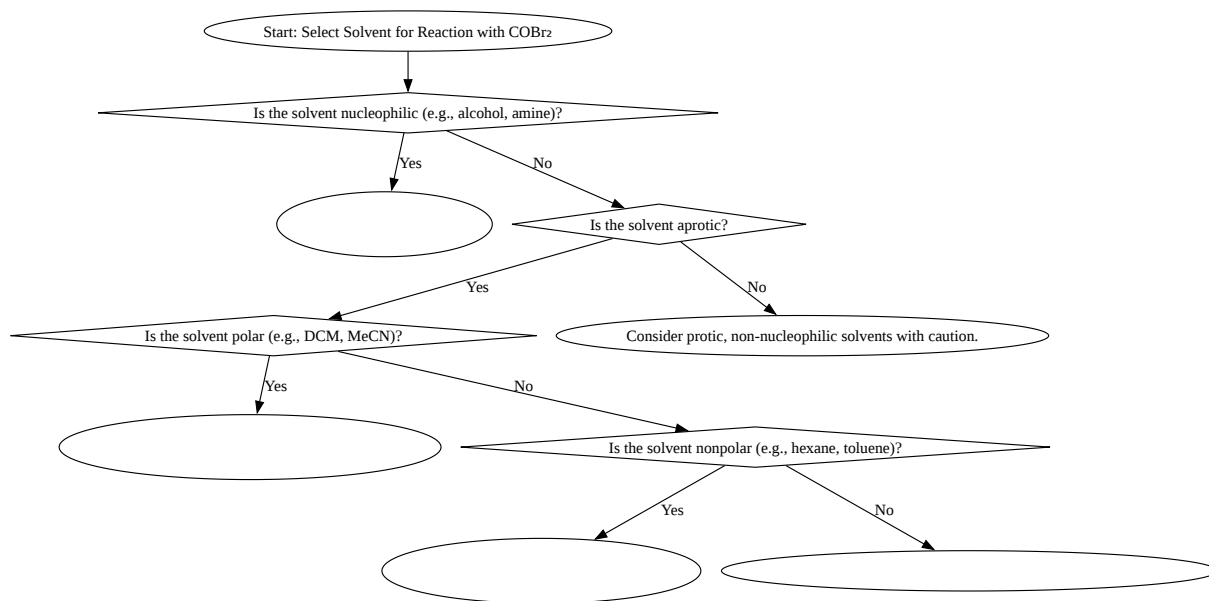 Start: Select Solvent for Reaction with COBr₂
Is the solvent nucleophilic (e.g., alcohol, amine)?
Yes
No
Is the solvent aprotic?
Yes
No
Is the solvent polar (e.g., DCM, MeCN)?
Consider protic, non-nucleophilic solvents with caution.
Yes
No
Is the solvent nonpolar (e.g., hexane, toluene)?
Yes
No